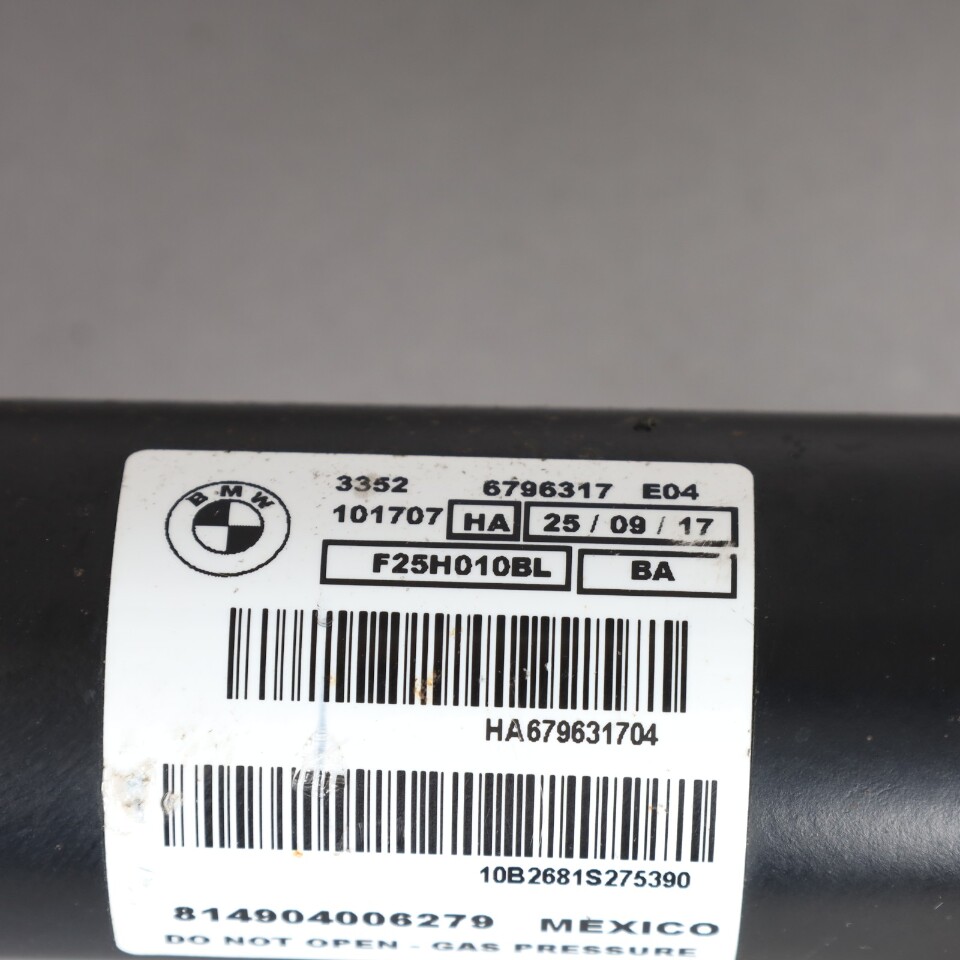 BMW
3352 6796317 E04
101707 HA 25 / 09 / 17
F25H010BL BA
HA679631704
10B2681S275390
814904006279 MEXICO
DO NOT OPEN - GAS PRESSURE